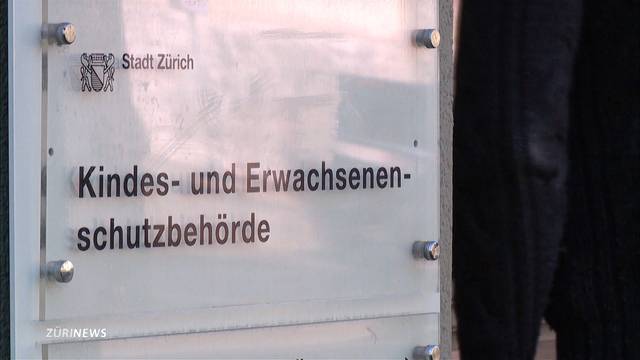 Stadt Zürich
Kindes- und Erwachsenen-
schutzbehörde
ZÜRINEWS